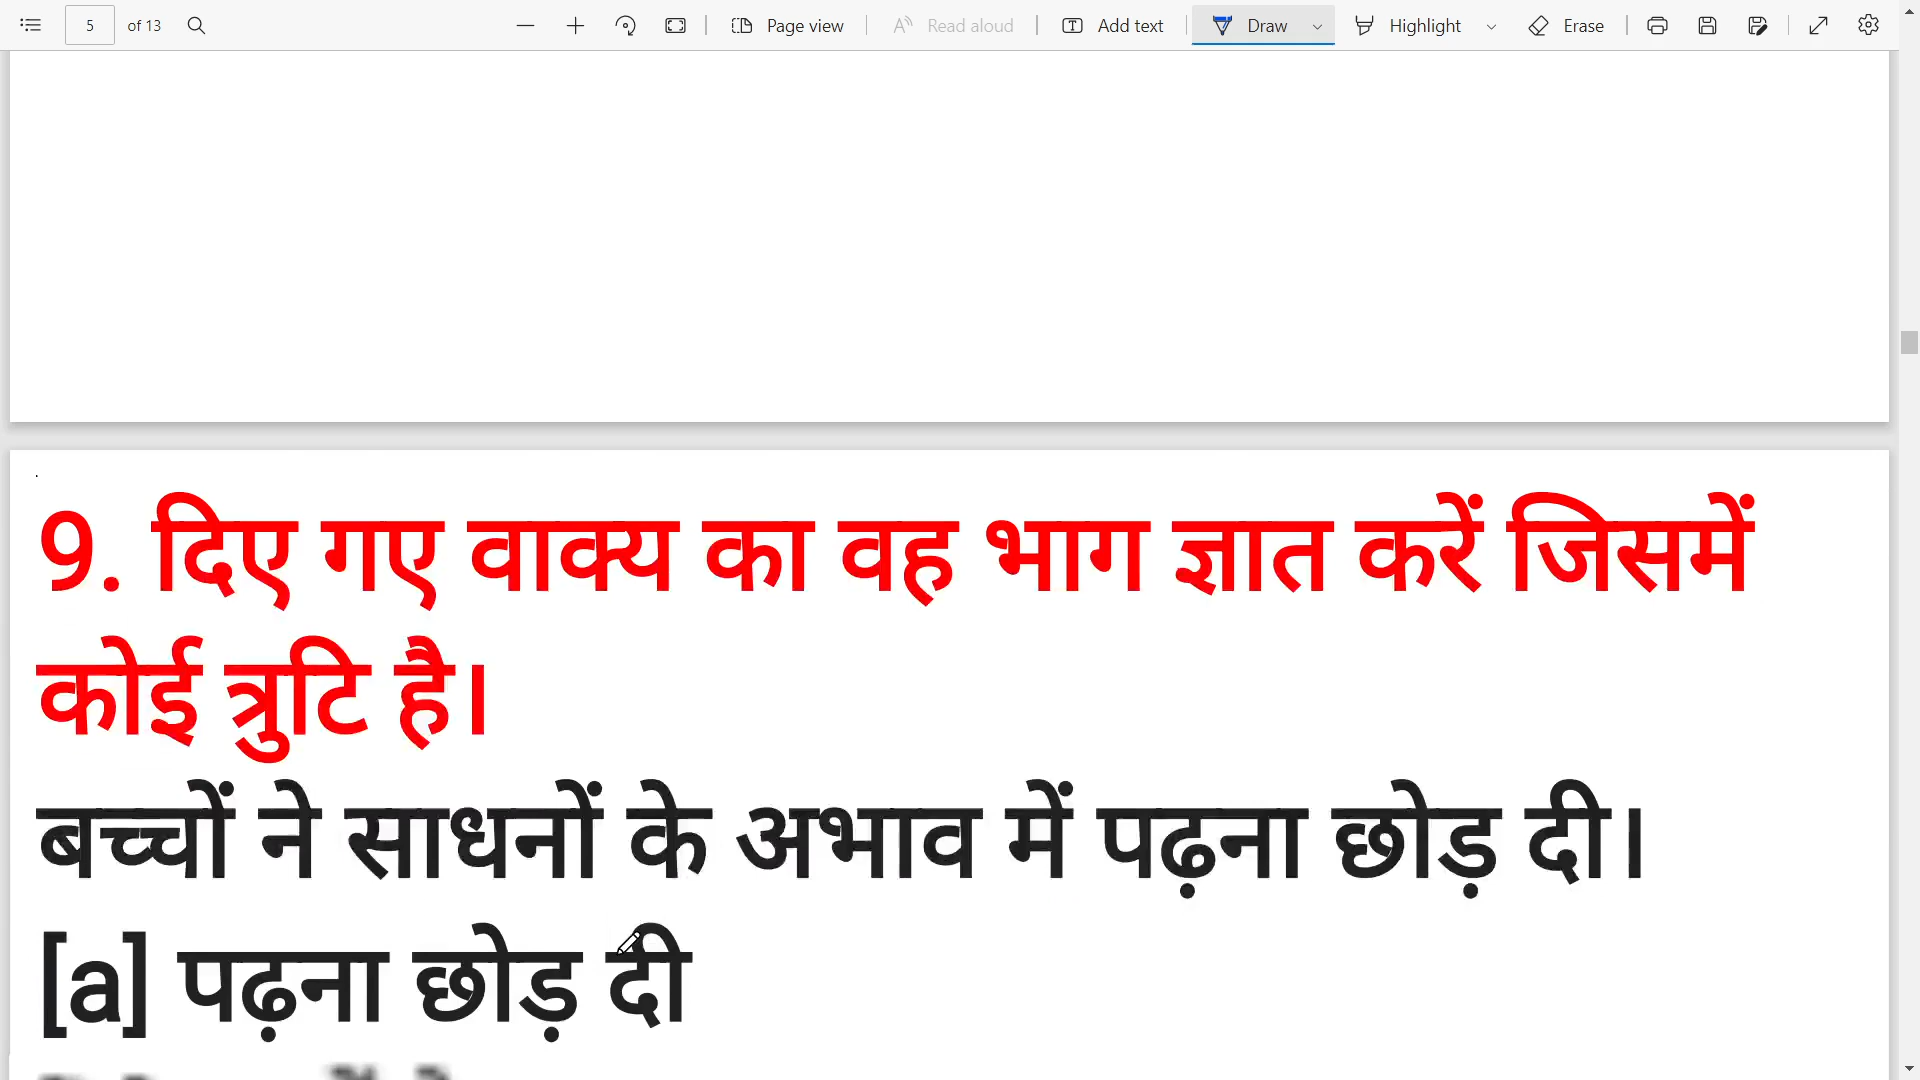 5 of 13 Page view Read aloud Add text Draw Highlight Erase
9. दिए गए वाक्य का वह भाग ज्ञात करें जिसमें
कोई त्रुटि है।
बच्चों ने साधनों के अभाव में पढ़ना छोड़ दी।
[a] पढ़ना छोड़ दी